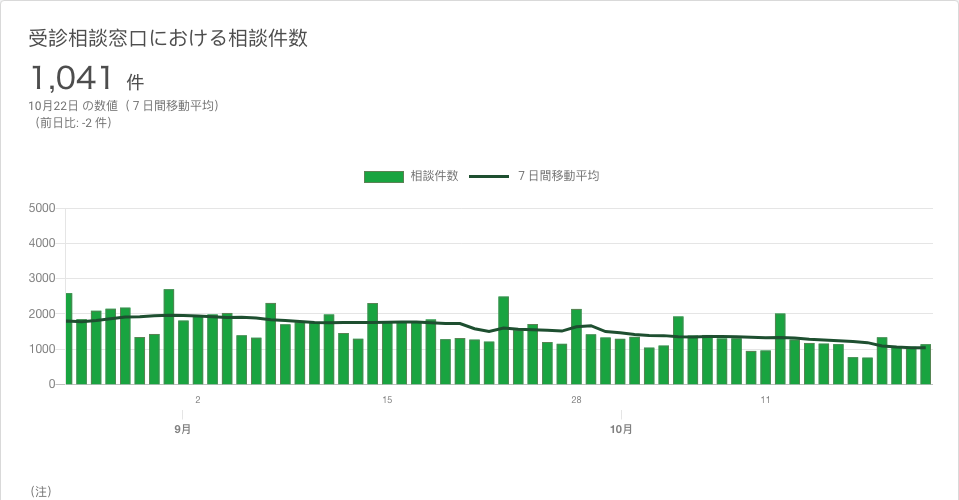 受診相談窓口における相談件数
1,041 件
10月22日 の数値（７日間移動平均）
（前日比: -2 件）
相談件数 ７日間移動平均
5000
4000
3000
2000
1000
0
2 15 28 11
9月 10月
（注）